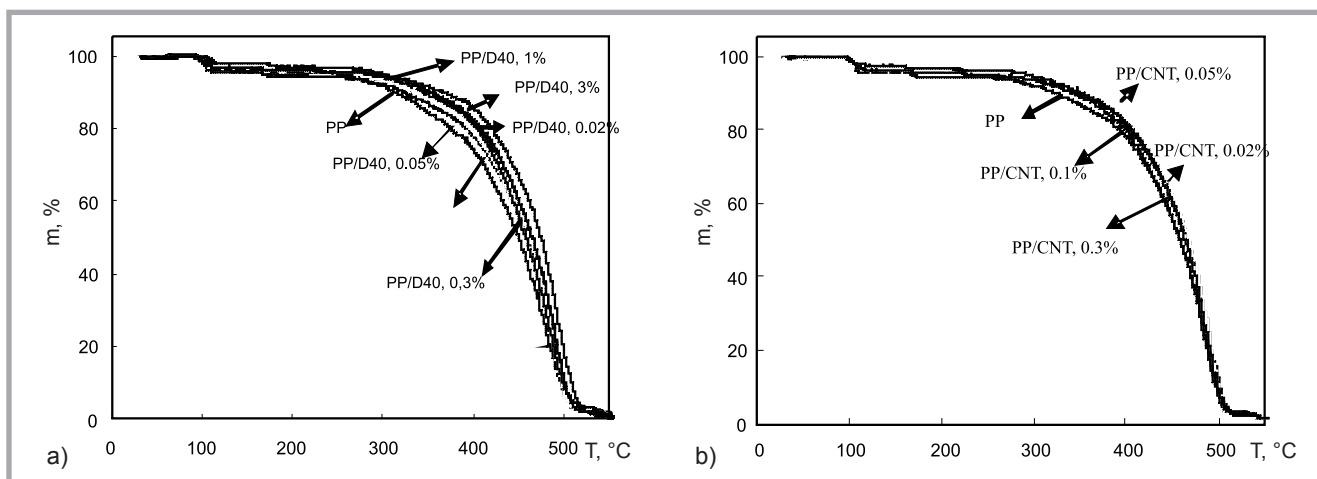 m, %
100
80
60
40
20
0
PP/D40, 1%
PP/D40, 3%
PP
PP/D40, 0.02%
PP/D40, 0.05%
PP/D40, 0,3%
0
100
200
300
400
500
T, °C
a)
m, %
100
80
60
40
20
0
PP/CNT, 0.05%
PP
PP/CNT, 0.02%
PP/CNT, 0.1%
PP/CNT, 0.3%
0
100
200
300
400
500
T, °C
b)